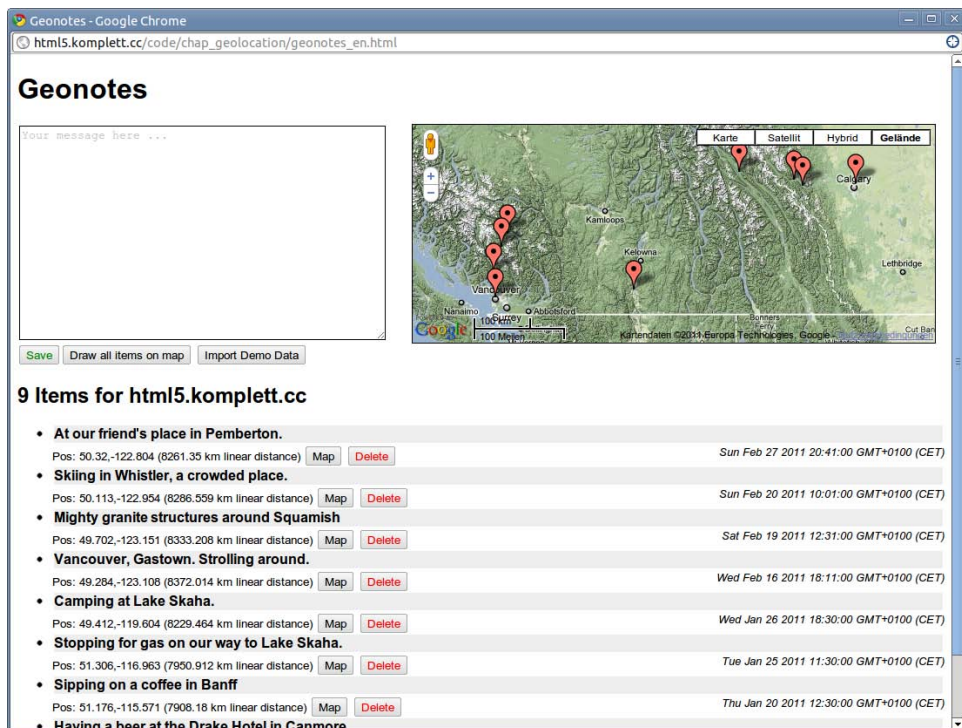 Geonotes - Google Chrome
html5.komplett.cc/code/chap_geolocation/geonotes_en.html
Geonotes
Your message here ...
Karte Satellit Hybrid Gelände
Calgary
Kamloops
Kelowna
Lethbridge
Vancouver
Nanaimo
Surrey
Abbotsford
100 km
Bonners
Ferry
Google
100 Meilen
Kartendaten ©2011 Europa Technologies, Google -
Cut Ban
Save Draw all items on map Import Demo Data
9 Items for html5.komplett.cc
At our friend's place in Pemberton.
Pos: 50.32,-122.804 (8261.35 km linear distance) Map Delete Sun Feb 27 2011 20:41:00 GMT+0100 (CET)
Skiing in Whistler, a crowded place.
Pos: 50.113,-122.954 (8286.559 km linear distance) Map Delete Sun Feb 20 2011 10:01:00 GMT+0100 (CET)
Mighty granite structures around Squamish
Pos: 49.702,-123.151 (8333.208 km linear distance) Map Delete Sat Feb 19 2011 12:31:00 GMT+0100 (CET)
Vancouver, Gastown. Strolling around.
Pos: 49.284,-123.108 (8372.014 km linear distance) Map Delete Wed Feb 16 2011 18:11:00 GMT+0100 (CET)
Camping at Lake Skaha.
Pos: 49.412,-119.604 (8229.464 km linear distance) Map Delete Wed Jan 26 2011 18:30:00 GMT+0100 (CET)
Stopping for gas on our way to Lake Skaha.
Pos: 51.306,-116.963 (7950.912 km linear distance) Map Delete Tue Jan 25 2011 11:30:00 GMT+0100 (CET)
Sipping on a coffee in Banff
Pos: 51.176,-115.571 (7908.18 km linear distance) Map Delete Thu Jan 20 2011 12:30:00 GMT+0100 (CET)
Having a beer at the Drake Hotel in Canmore